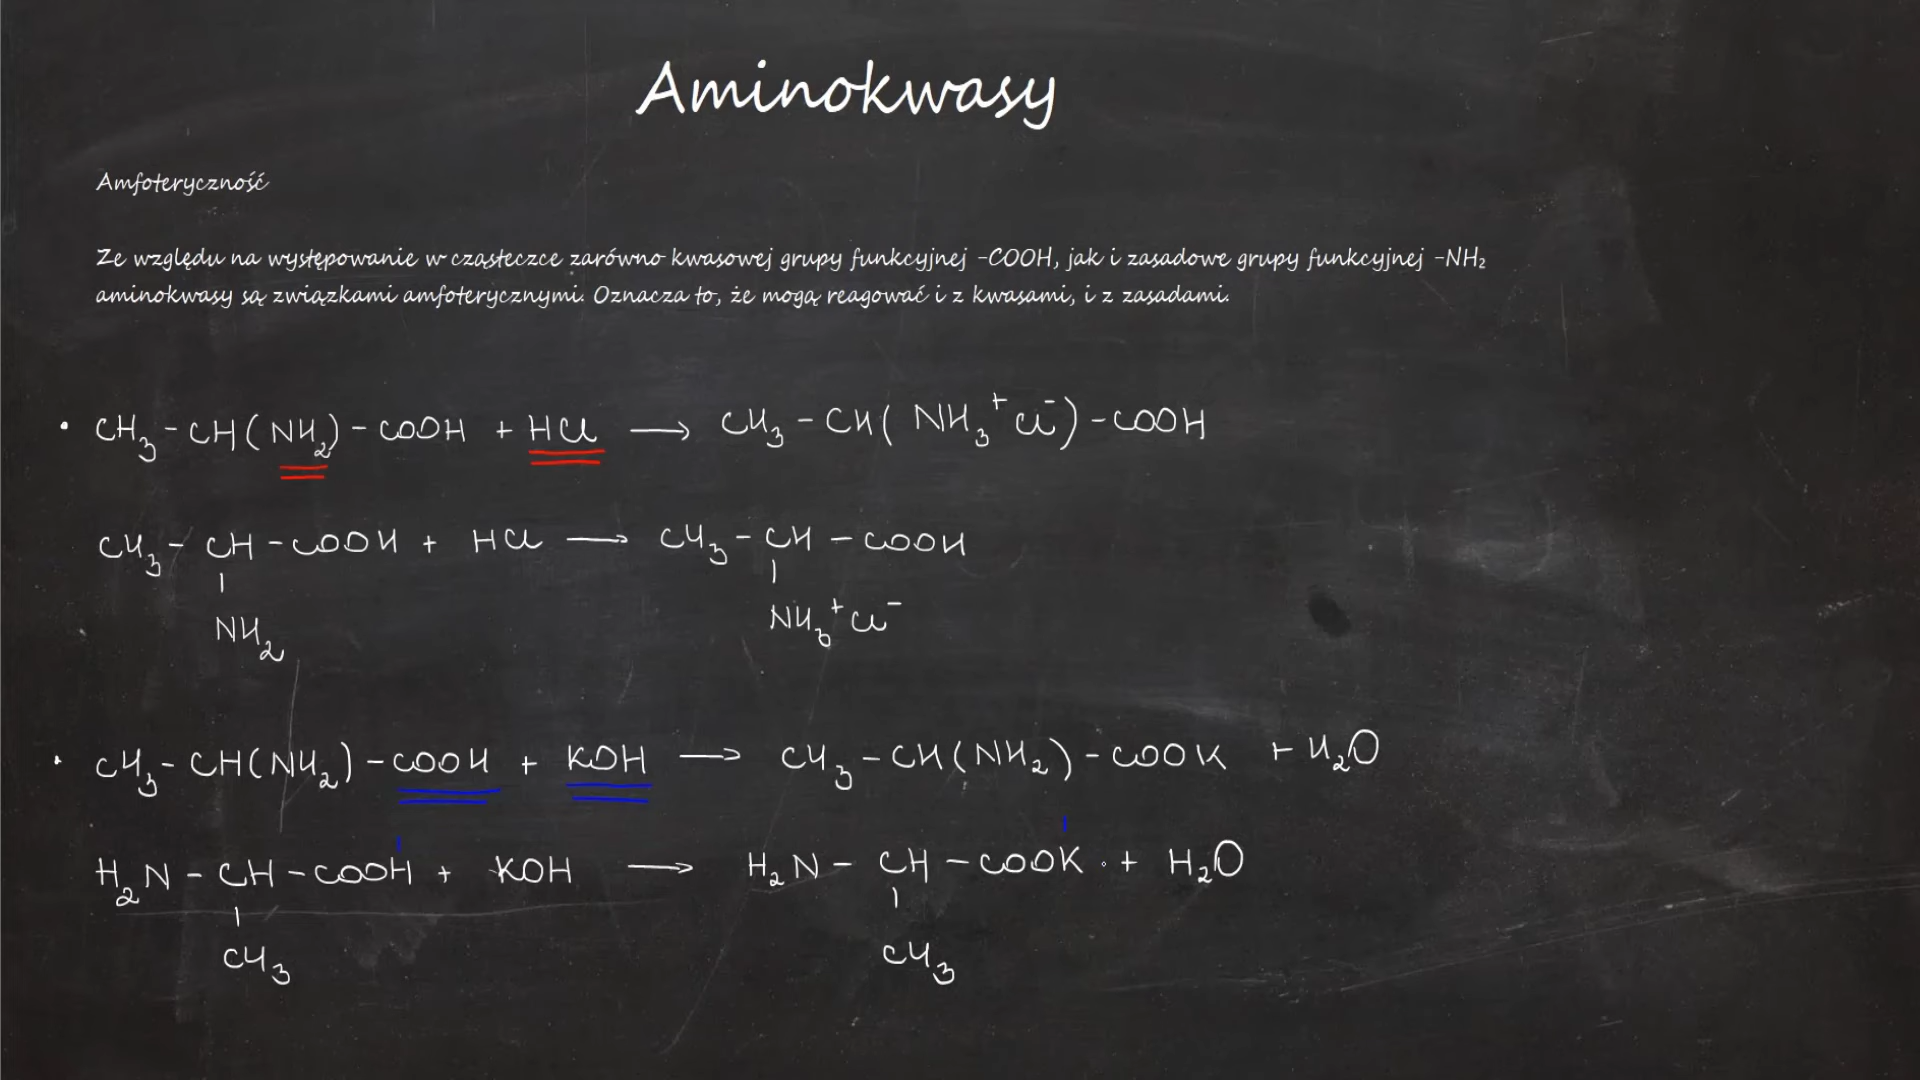 Aminokwasy
Amfoteryczność
Ze względu na występowanie w cząsteczce zarówno kwasowej grupy funkcyjnej -COOH, jak i zasadowe grupy funkcyjnej -NH₂
aminokwasy są związkami amfoterycznymi. Oznacza to, że mogą reagować i z kwasami, i z zasadami.
• CH₃ - CH(NH₂) - COOH + HCl ⟶ CH₃ - CH(NH₃⁺Cl⁻) - COOH
CH₃ - CH - COOH + HCl ⟶ CH₃ - CH - COOH
NH₂ NH₃⁺Cl⁻
• CH₃ - CH(NH₂) - COOH + KOH ⟶ CH₃ - CH(NH₂) - COOK + H₂O
H₂N - CH - COOH + KOH ⟶ H₂N - CH - COOK + H₂O
CH₃ CH₃